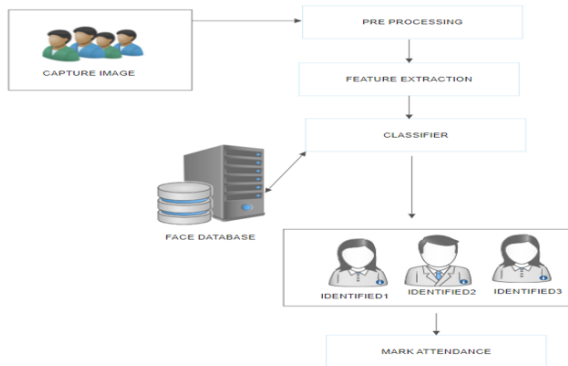 PRE PROCESSING
CAPTURE IMAGE
FEATURE EXTRACTION
CLASSIFIER
FACE DATABASE
IDENTIFIED1
IDENTIFIED2
IDENTIFIED3
MARK ATTENDANCE